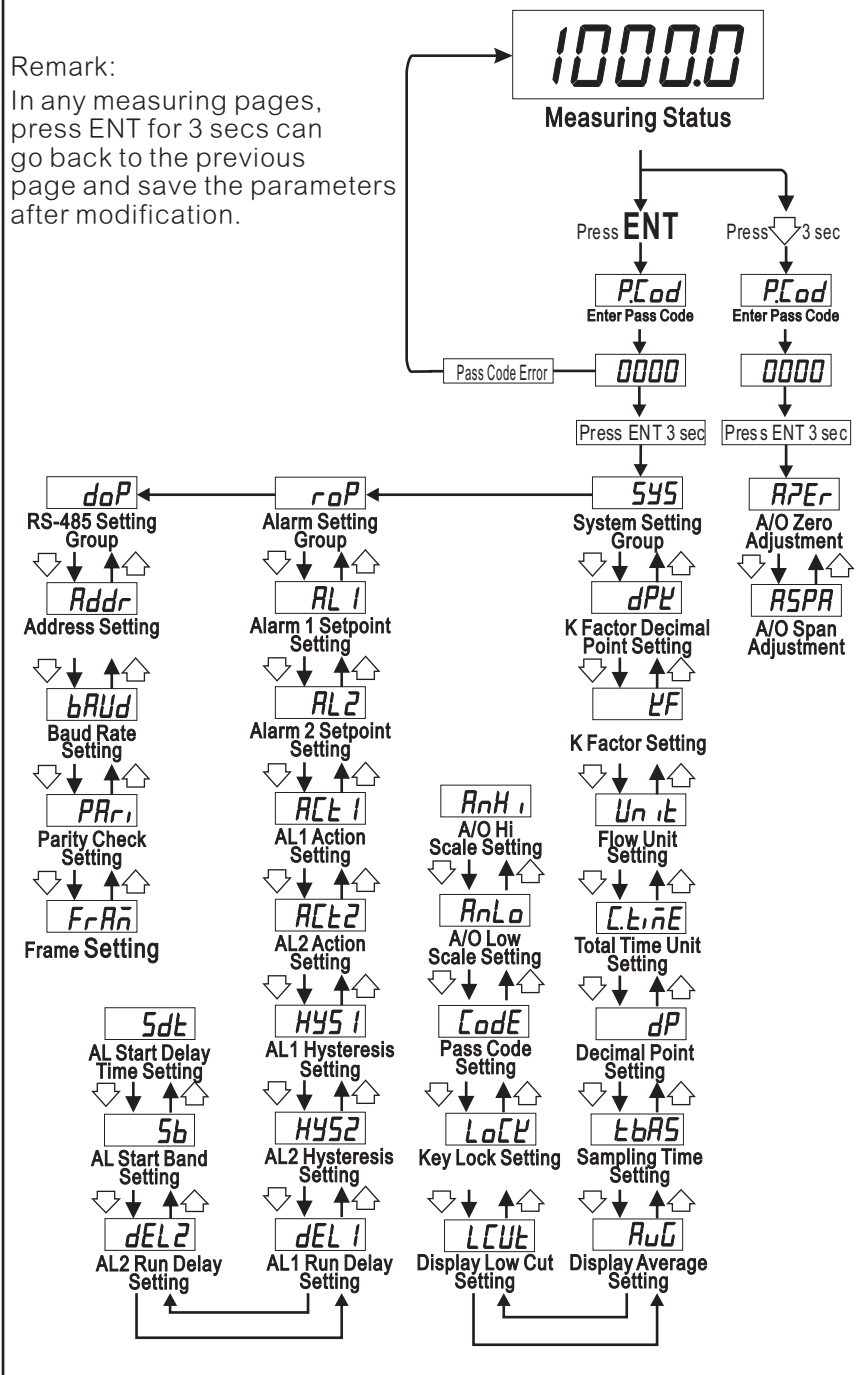 Remark:
In any measuring pages,
press ENT for 3 secs can
go back to the previous
page and save the parameters
after modification.
1000.0
Measuring Status
Press ENT
Press 3 sec
P.Cod
Enter Pass Code
P.Cod
Enter Pass Code
Pass Code Error
0000
0000
Press ENT 3 sec
Press ENT 3 sec
doP
RS-485 Setting
Group
Addr
Address Setting
bAUd
Baud Rate
Setting
PAri
Parity Check
Setting
FrAm
Frame Setting
roP
Alarm Setting
Group
AL1
Alarm 1 Setpoint
Setting
AL2
Alarm 2 Setpoint
Setting
ACt1
AL1 Action
Setting
ACt2
AL2 Action
Setting
HYS1
AL1 Hysteresis
Setting
HYS2
AL2 Hysteresis
Setting
dEL1
AL1 Run Delay
Setting
Sdt
AL Start Delay
Time Setting
Sb
AL Start Band
Setting
dEL2
AL2 Run Delay
Setting
SYS
System Setting
Group
dPK
K Factor Decimal
Point Setting
KF
K Factor Setting
Unit
Flow Unit
Setting
C.timE
Total Time Unit
Setting
dP
Decimal Point
Setting
tbAS
Sampling Time
Setting
AvG
Display Average
Setting
AnHi
A/O Hi
Scale Setting
AnLo
A/O Low
Scale Setting
CodE
Pass Code
Setting
LoCK
Key Lock Setting
LCUt
Display Low Cut
Setting
AZEr
A/O Zero
Adjustment
ASPA
A/O Span
Adjustment